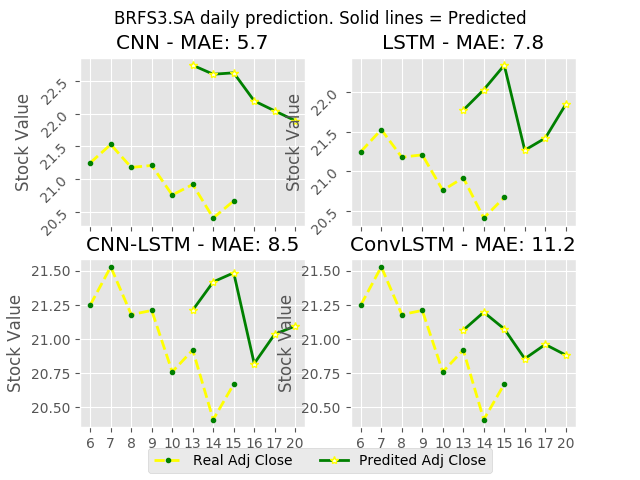 BRFS3.SA daily prediction. Solid lines = Predicted
CNN - MAE: 5.7
LSTM - MAE: 7.8
Stock Value
22.5
22.0
21.5
21.0
20.5
Stock Value
22.0
21.5
21.0
20.5
CNN-LSTM - MAE: 8.5
ConvLSTM - MAE: 11.2
Stock Value
21.50
21.25
21.00
20.75
20.50
6 7 8 9 10 13 14 15 16 17 20
Stock Value
21.50
21.25
21.00
20.75
20.50
6 7 8 9 10 13 14 15 16 17 20
Real Adj Close
Predited Adj Close